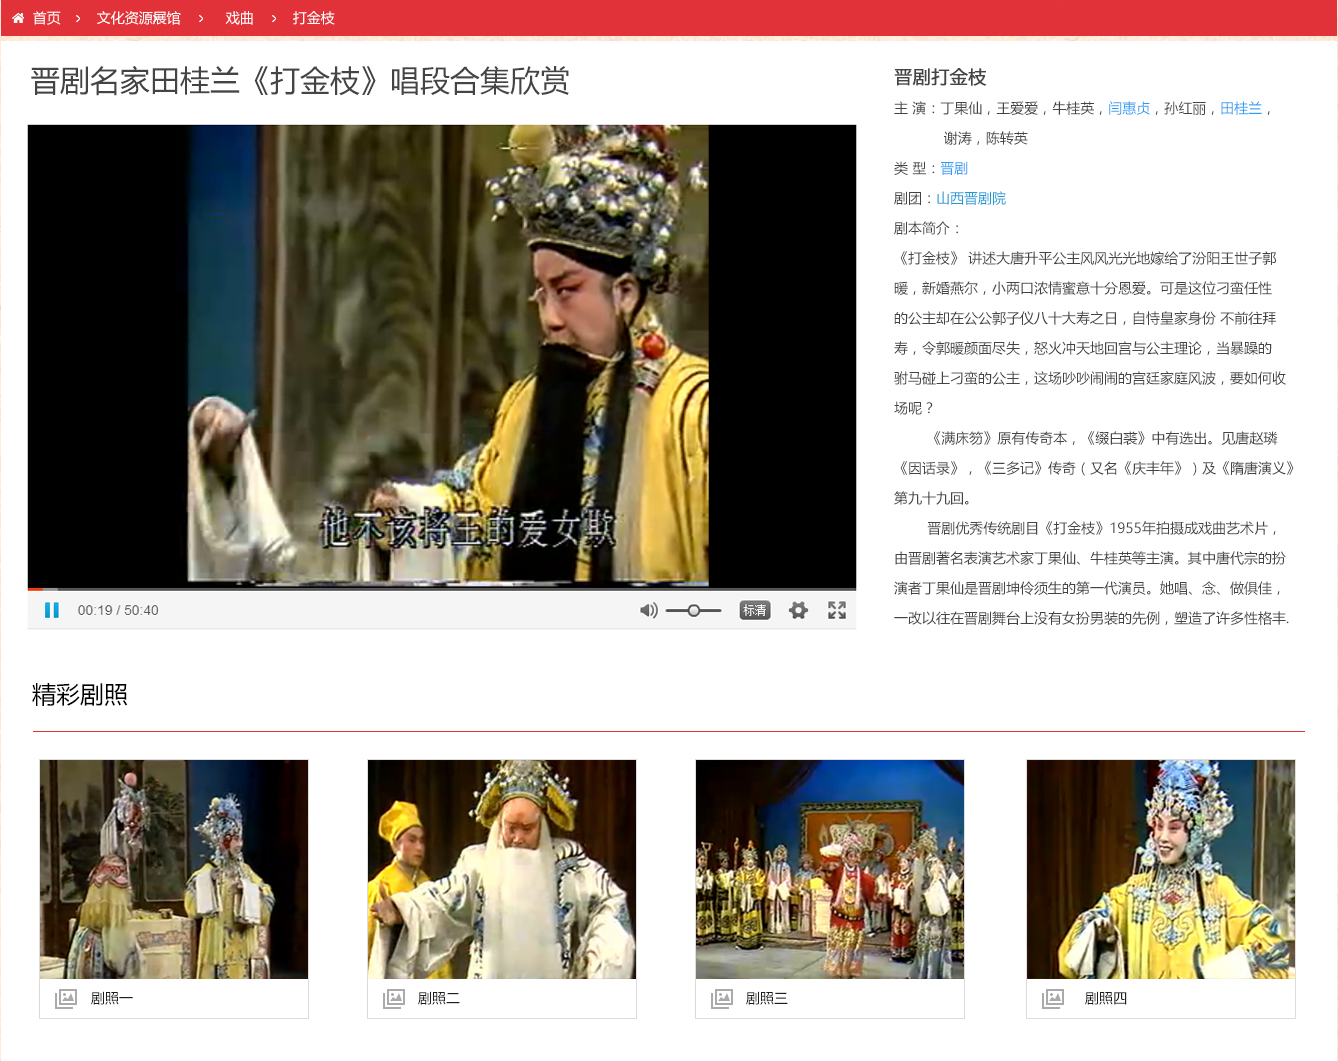 首页 › 文化资源展馆 › 戏曲 › 打金枝
晋剧名家田桂兰《打金枝》唱段合集欣赏
他不该将王的爱女欺
00:19 / 50:40
标清
晋剧打金枝
主 演：丁果仙，王爱爱，牛桂英，闫惠贞，孙红丽，田桂兰，
谢涛，陈转英
类 型：晋剧
剧团：山西晋剧院
剧本简介：
《打金枝》 讲述大唐升平公主风风光光地嫁给了汾阳王世子郭
暖，新婚燕尔，小两口浓情蜜意十分恩爱。可是这位刁蛮任性
的公主却在公公郭子仪八十大寿之日，自恃皇家身份 不前往拜
寿，令郭暖颜面尽失，怒火冲天地回宫与公主理论，当暴躁的
驸马碰上刁蛮的公主，这场吵吵闹闹的宫廷家庭风波，要如何收
场呢？
《满床笏》原有传奇本，《缀白裘》中有选出。见唐赵璘
《因话录》，《三多记》传奇（又名《庆丰年》）及《隋唐演义》
第九十九回。
晋剧优秀传统剧目《打金枝》1955年拍摄成戏曲艺术片，
由晋剧著名表演艺术家丁果仙、牛桂英等主演。其中唐代宗的扮
演者丁果仙是晋剧坤伶须生的第一代演员。她唱、念、做俱佳，
一改以往在晋剧舞台上没有女扮男装的先例，塑造了许多性格丰.
精彩剧照
剧照一
剧照二
剧照三
剧照四